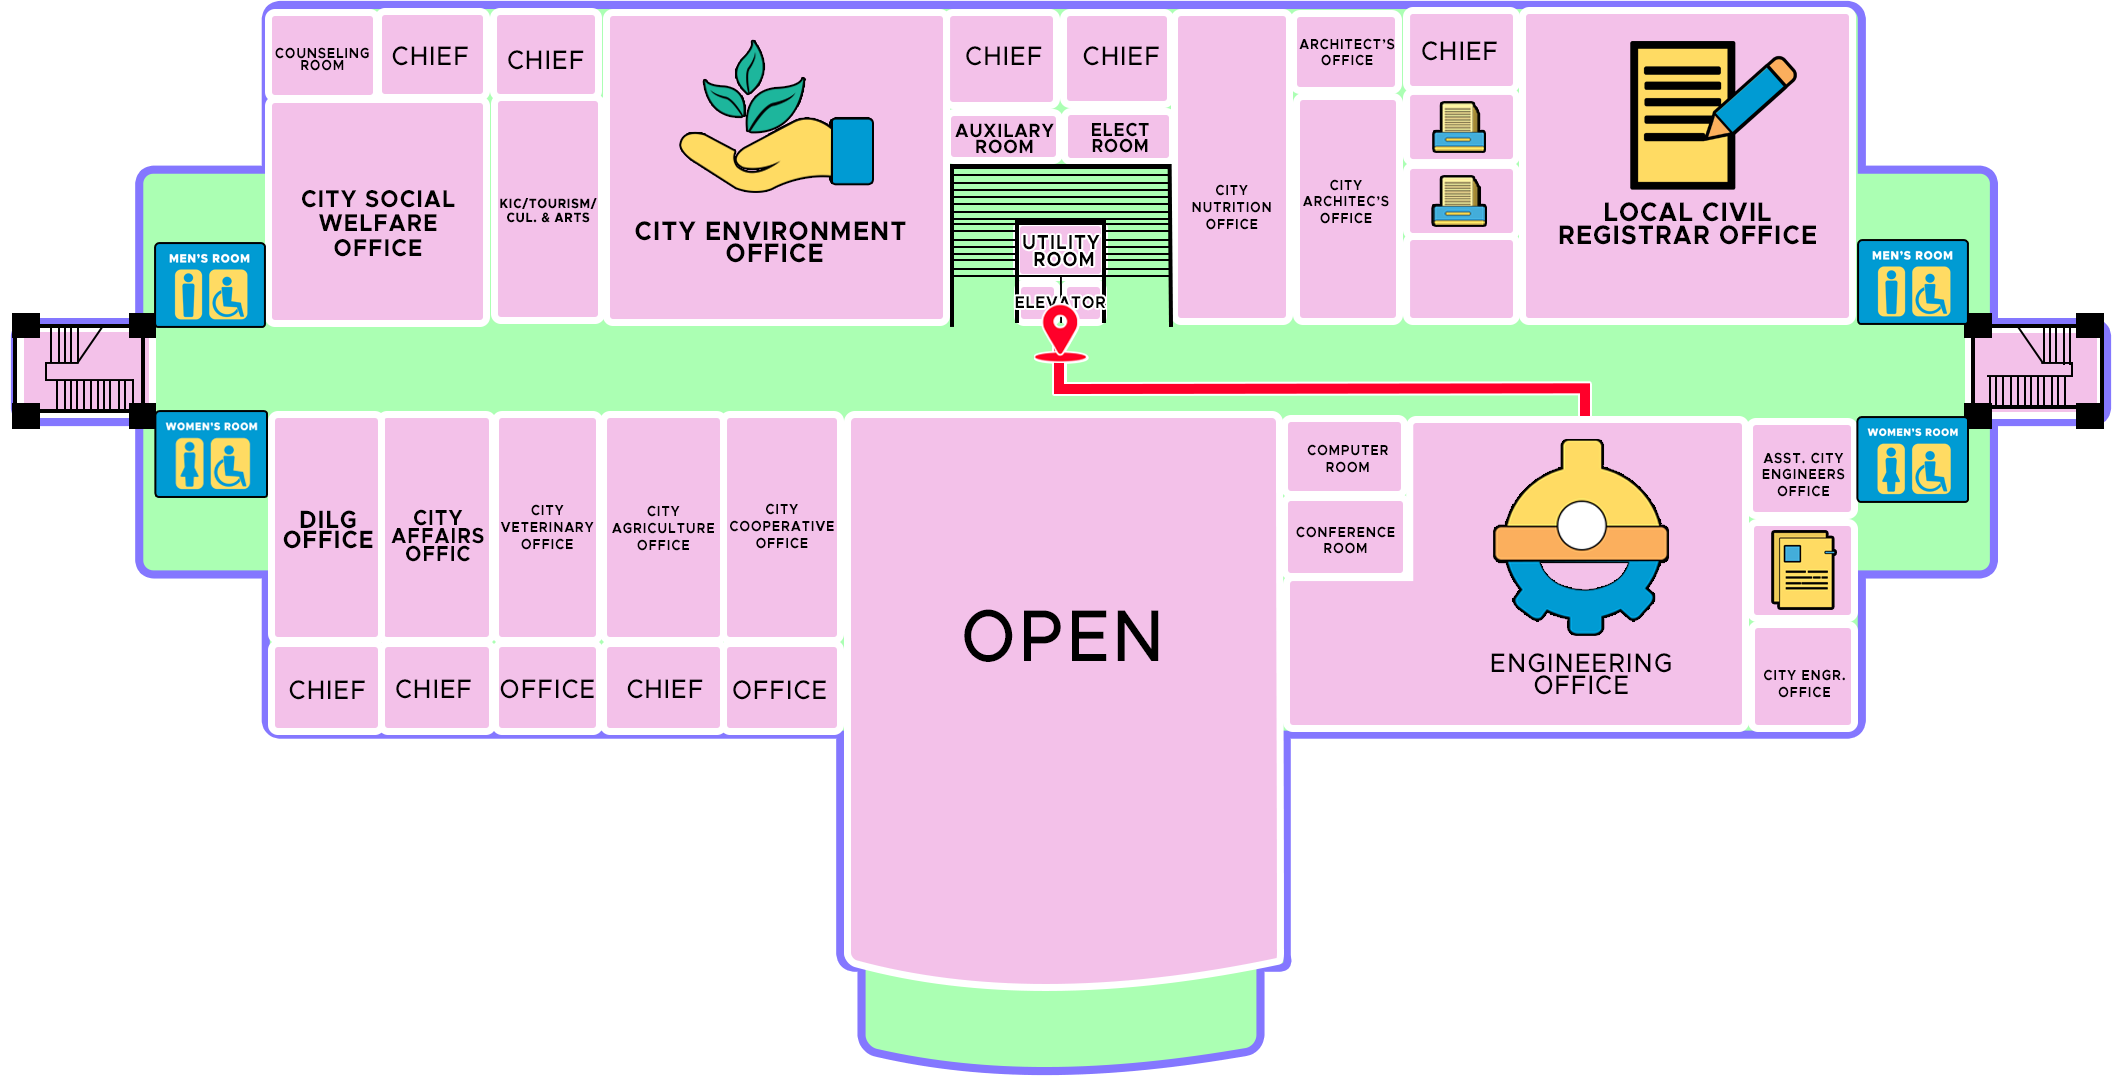 COUNSELING
ROOM
CHIEF
CHIEF
CHIEF
CHIEF
ARCHITECT'S
OFFICE
CHIEF
AUXILARY
ROOM
ELECT
ROOM
CITY SOCIAL
WELFARE
OFFICE
KIC/TOURISM/
CUL. & ARTS
CITY ENVIRONMENT
OFFICE
UTILITY
ROOM
ELEVATOR
CITY
NUTRITION
OFFICE
CITY
ARCHITEC'S
OFFICE
LOCAL CIVIL
REGISTRAR OFFICE
MEN'S ROOM
MEN'S ROOM
WOMEN'S ROOM
WOMEN'S ROOM
DILG
OFFICE
CITY
AFFAIRS
OFFIC
CITY
VETERINARY
OFFICE
CITY
AGRICULTURE
OFFICE
CITY
COOPERATIVE
OFFICE
OPEN
COMPUTER
ROOM
CONFERENCE
ROOM
ENGINEERING
OFFICE
ASST. CITY
ENGINEERS
OFFICE
CITY ENGR.
OFFICE
CHIEF
CHIEF
OFFICE
CHIEF
OFFICE